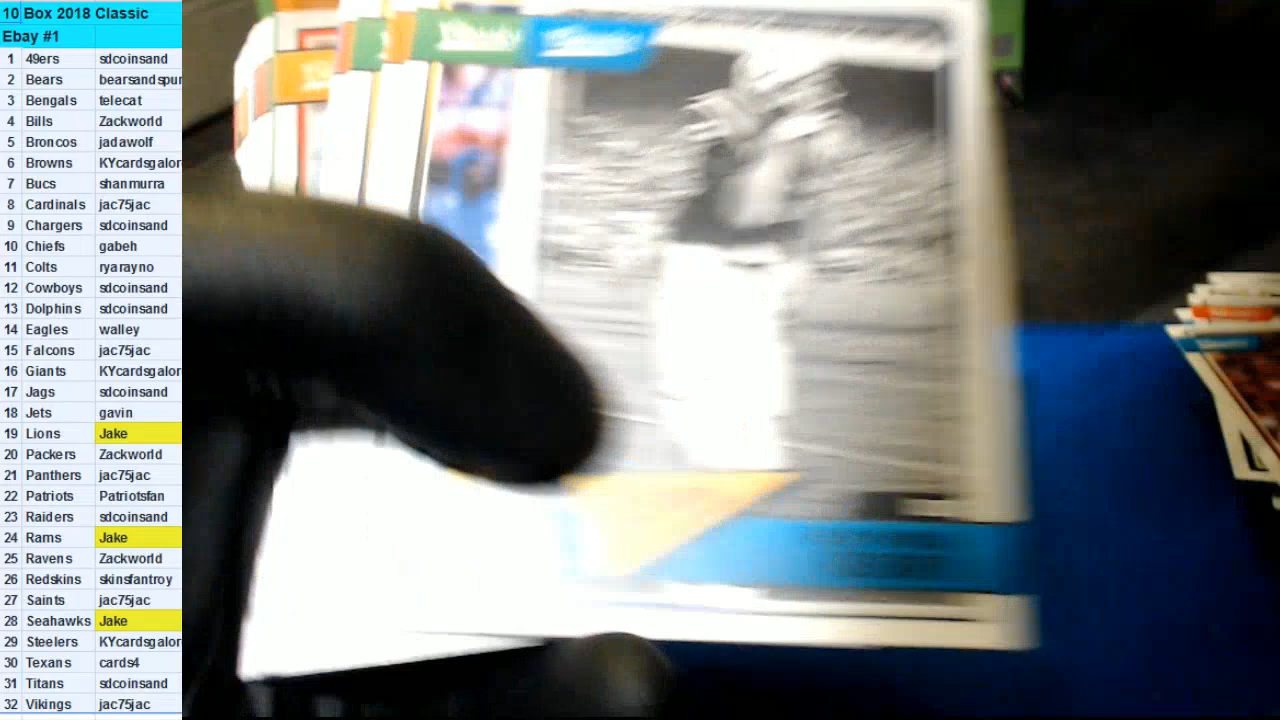 10 Box 2018 Classic
Ebay #1
1 49ers sdcoinsand
2 Bears bearsandspur
3 Bengals telecat
4 Bills Zackworld
5 Broncos jadawolf
6 Browns KYcardsgalor
7 Bucs shanmurra
8 Cardinals jac75jac
9 Chargers sdcoinsand
10 Chiefs gabeh
11 Colts ryarayno
12 Cowboys sdcoinsand
13 Dolphins sdcoinsand
14 Eagles walley
15 Falcons jac75jac
16 Giants KYcardsgalor
17 Jags sdcoinsand
18 Jets gavin
19 Lions Jake
20 Packers Zackworld
21 Panthers jac75jac
22 Patriots Patriotsfan
23 Raiders sdcoinsand
24 Rams Jake
25 Ravens Zackworld
26 Redskins skinsfantroy
27 Saints jac75jac
28 Seahawks Jake
29 Steelers KYcardsgalor
30 Texans cards4
31 Titans sdcoinsand
32 Vikings jac75jac